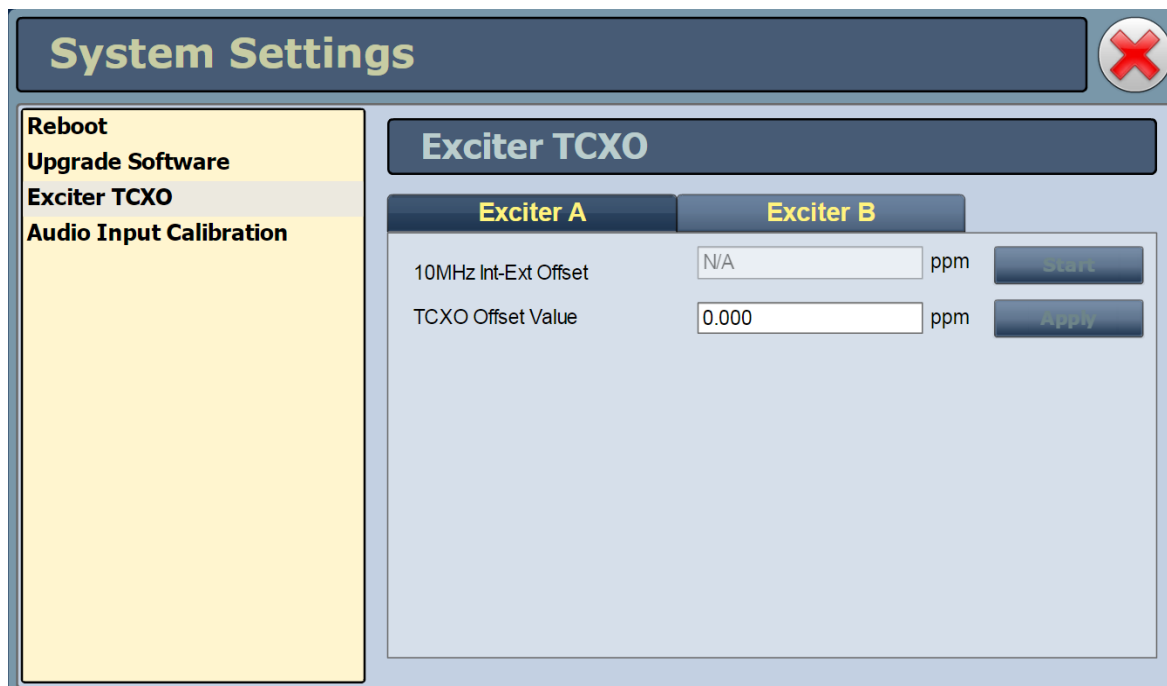 System Settings
Reboot
Upgrade Software
Exciter TCXO
Audio Input Calibration
Exciter TCXO
Exciter A Exciter B
10MHz Int-Ext Offset N/A ppm Start
TCXO Offset Value 0.000 ppm Apply